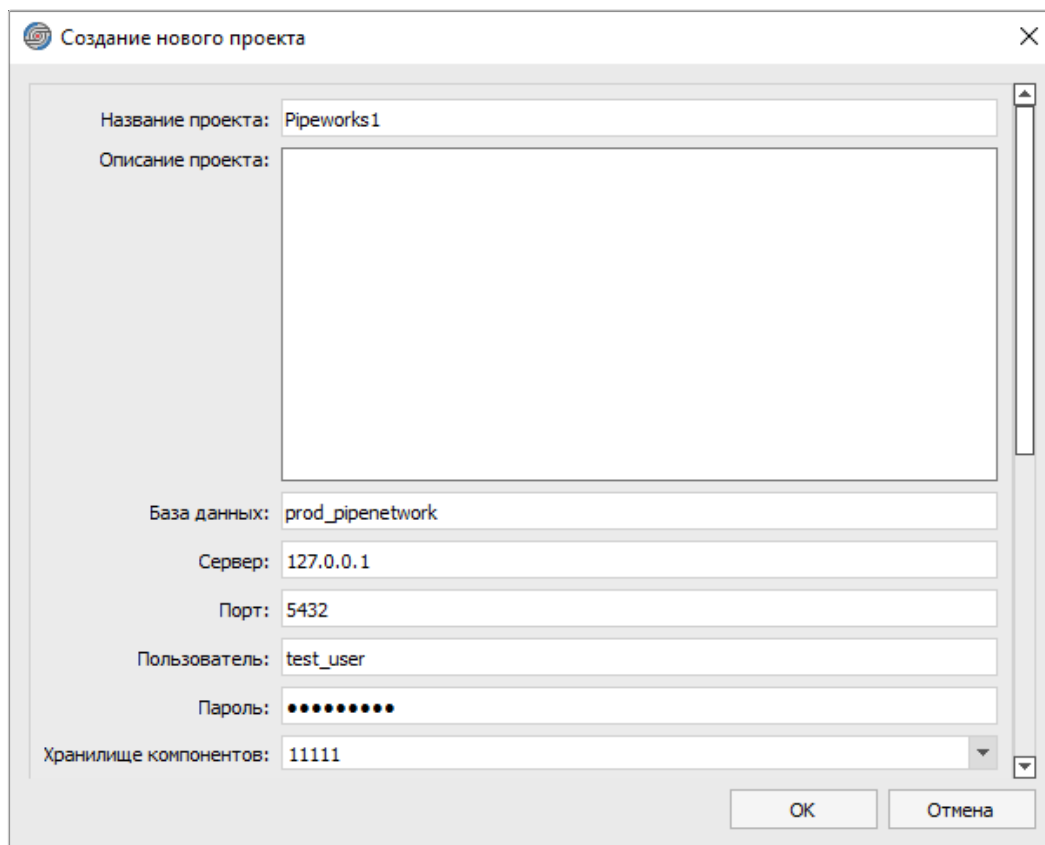 Создание нового проекта
Название проекта: Pipeworks1
Описание проекта:
База данных: prod_pipenetwork
Сервер: 127.0.0.1
Порт: 5432
Пользователь: test_user
Пароль: •••••••••
Хранилище компонентов: 11111
OK Отмена